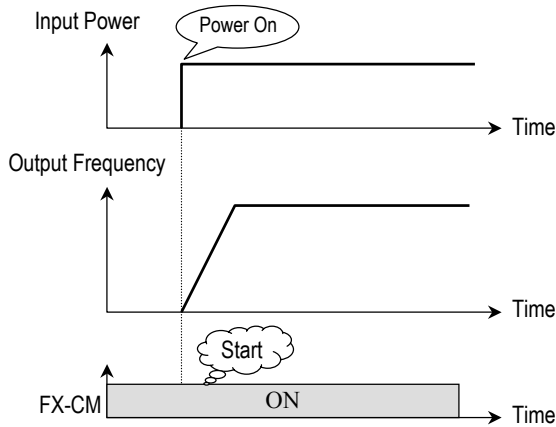 Input Power
Power On
Time
Output Frequency
Time
Start
FX-CM
ON
Time